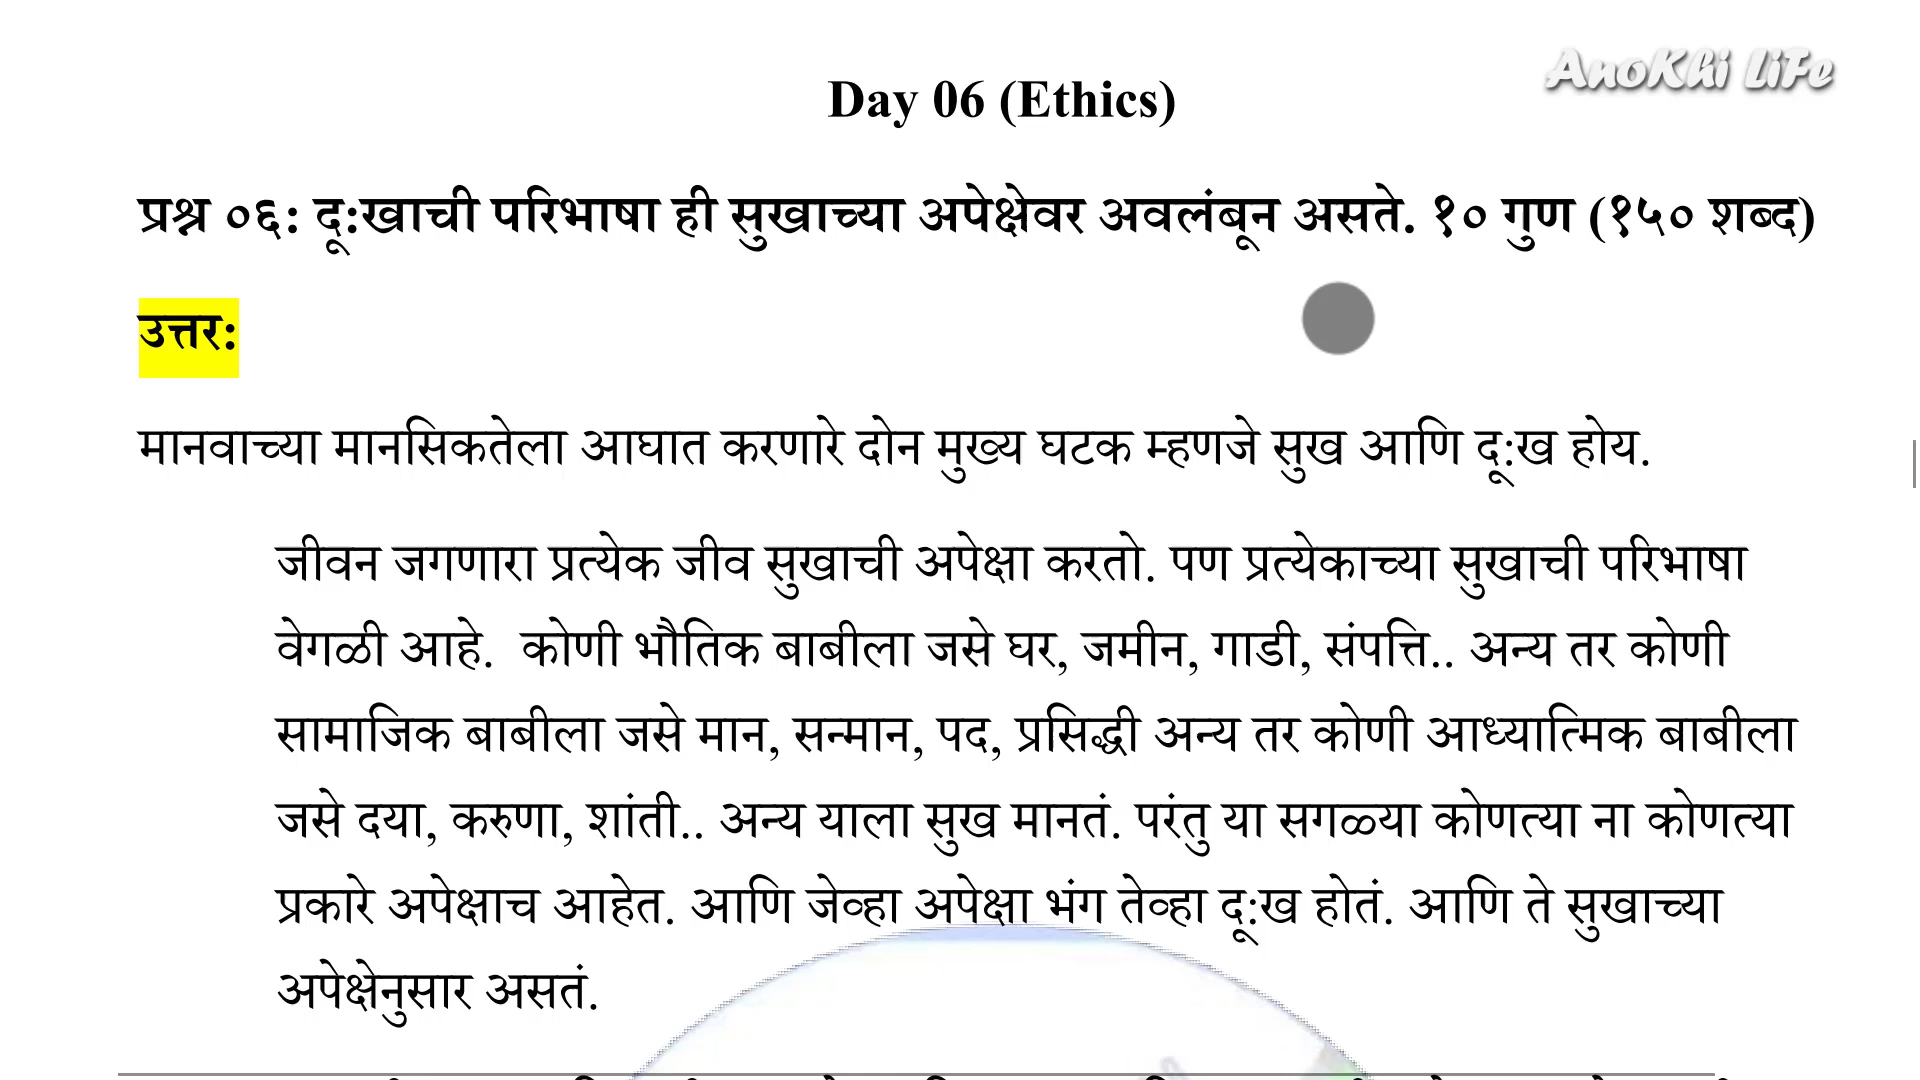 AnoKhi LiFe
Day 06 (Ethics)
प्रश्न ०६: दू:खाची परिभाषा ही सुखाच्या अपेक्षेवर अवलंबून असते. १० गुण (१५० शब्द)
उत्तर:
मानवाच्या मानसिकतेला आघात करणारे दोन मुख्य घटक म्हणजे सुख आणि दू:ख होय.
जीवन जगणारा प्रत्येक जीव सुखाची अपेक्षा करतो. पण प्रत्येकाच्या सुखाची परिभाषा
वेगळी आहे.  कोणी भौतिक बाबीला जसे घर, जमीन, गाडी, संपत्ति.. अन्य तर कोणी
सामाजिक बाबीला जसे मान, सन्मान, पद, प्रसिद्धी अन्य तर कोणी आध्यात्मिक बाबीला
जसे दया, करुणा, शांती.. अन्य याला सुख मानतं. परंतु या सगळ्या कोणत्या ना कोणत्या
प्रकारे अपेक्षाच आहेत. आणि जेव्हा अपेक्षा भंग तेव्हा दू:ख होतं. आणि ते सुखाच्या
अपेक्षेनुसार असतं.